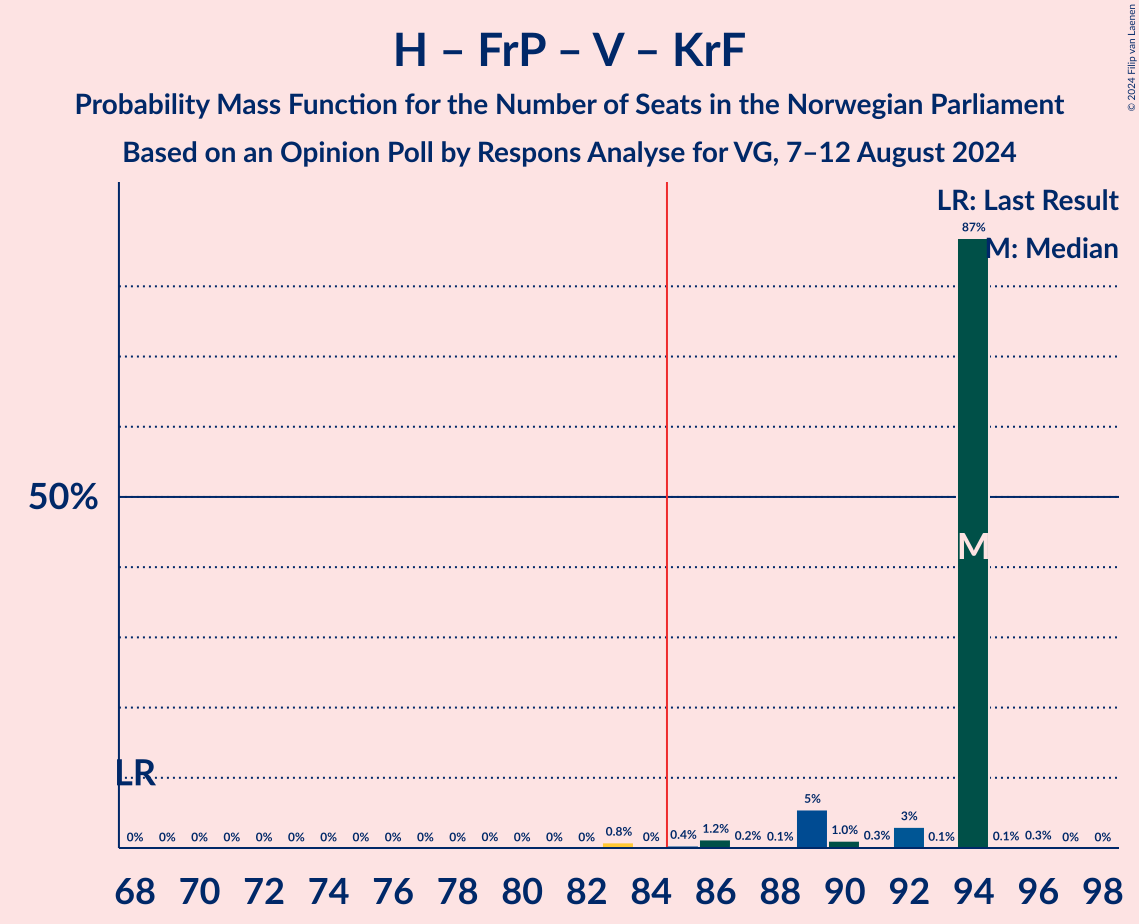 H – FrP – V – KrF
Probability Mass Function for the Number of Seats in the Norwegian Parliament
Based on an Opinion Poll by Respons Analyse for VG, 7–12 August 2024
© 2024 Filip van Laenen
LR: Last Result
M: Median
87%
50%
M
LR
0% 0% 0% 0% 0% 0% 0% 0% 0% 0% 0% 0% 0% 0% 0% 0.8% 0% 0.4% 1.2% 0.2% 0.1% 5% 1.0% 0.3% 3% 0.1% 0.1% 0.3% 0% 0%
68 70 72 74 76 78 80 82 84 86 88 90 92 94 96 98